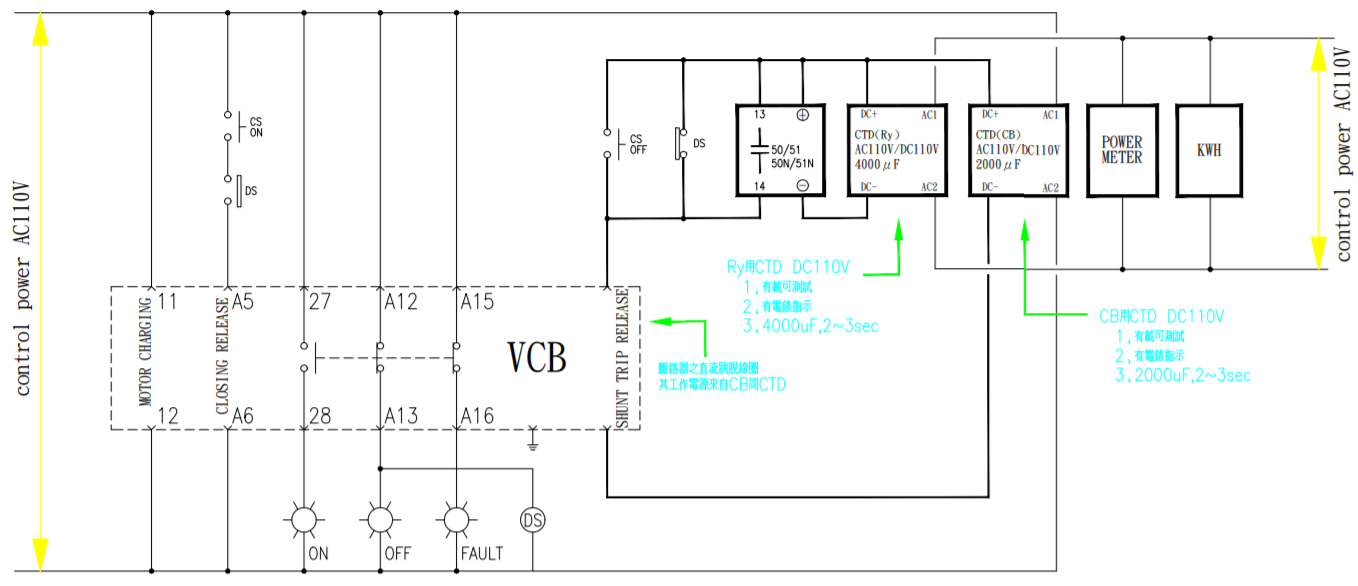 control power AC110V
CS
ON
DS
MOTOR CHARGING
11
12
CLOSING RELEASE
A5
A6
27
28
A12
A13
A15
A16
VCB
SHUNT TRIP RELEASE
ON
OFF
FAULT
DS
CS
OFF
DS
13
50/51
50N/51N
14
DC+ AC1
CTD(Ry)
AC110V/DC110V
4000μF
DC- AC2
DC+ AC1
CTD(CB)
AC110V/DC110V
2000μF
DC- AC2
POWER
METER
KWH
control power AC110V
Ry用CTD DC110V
1,有載可測試
2,有電錶指示
3,4000uF,2~3sec
斷路器之直流跳脫線圈
其工作電源來自CB同CTD
CB用CTD DC110V
1,有載可測試
2,有電錶指示
3,2000uF,2~3sec